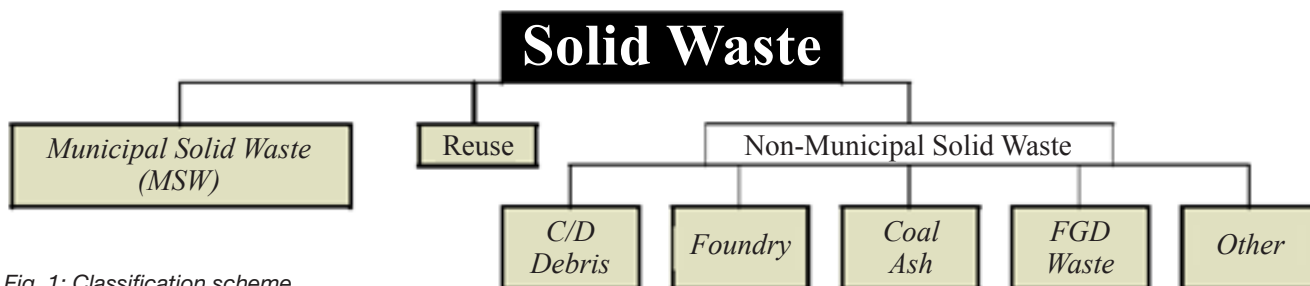 Solid Waste
Municipal Solid Waste
(MSW)
Reuse
Non-Municipal Solid Waste
C/D
Debris
Foundry
Coal
Ash
FGD
Waste
Other
Fig. 1: Classification scheme